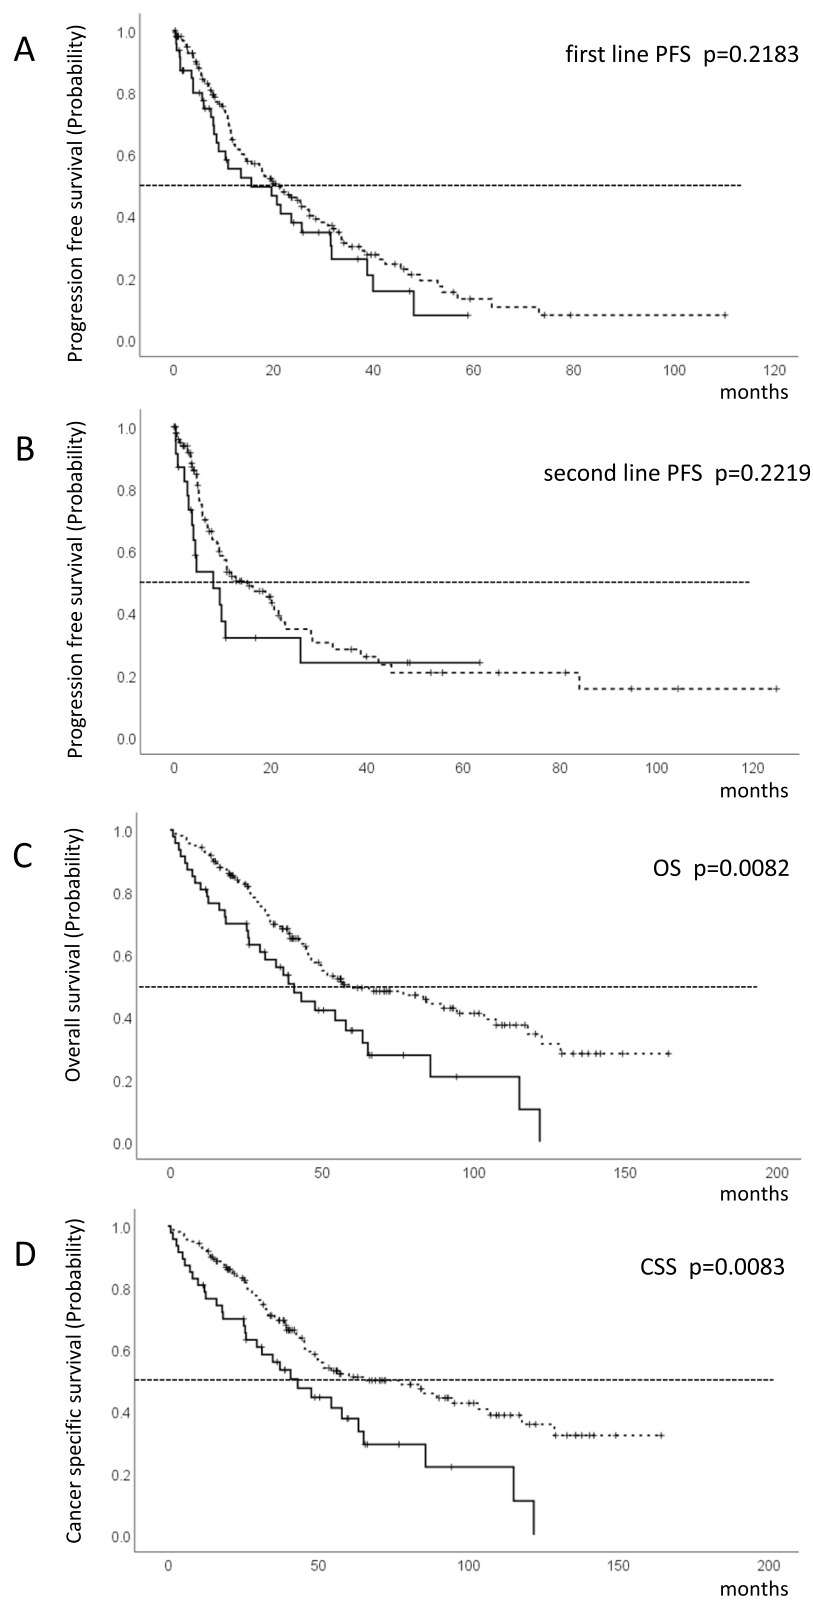 A
Progression free survival (Probability)
first line PFS p=0.2183
1.0
0.8
0.6
0.4
0.2
0.0
0 20 40 60 80 100 120
months
B
Progression free survival (Probability)
second line PFS p=0.2219
1.0
0.8
0.6
0.4
0.2
0.0
0 20 40 60 80 100 120
months
C
Overall survival (Probability)
OS p=0.0082
1.0
0.8
0.6
0.4
0.2
0.0
0 50 100 150 200
months
D
Cancer specific survival (Probability)
CSS p=0.0083
1.0
0.8
0.6
0.4
0.2
0.0
0 50 100 150 200
months